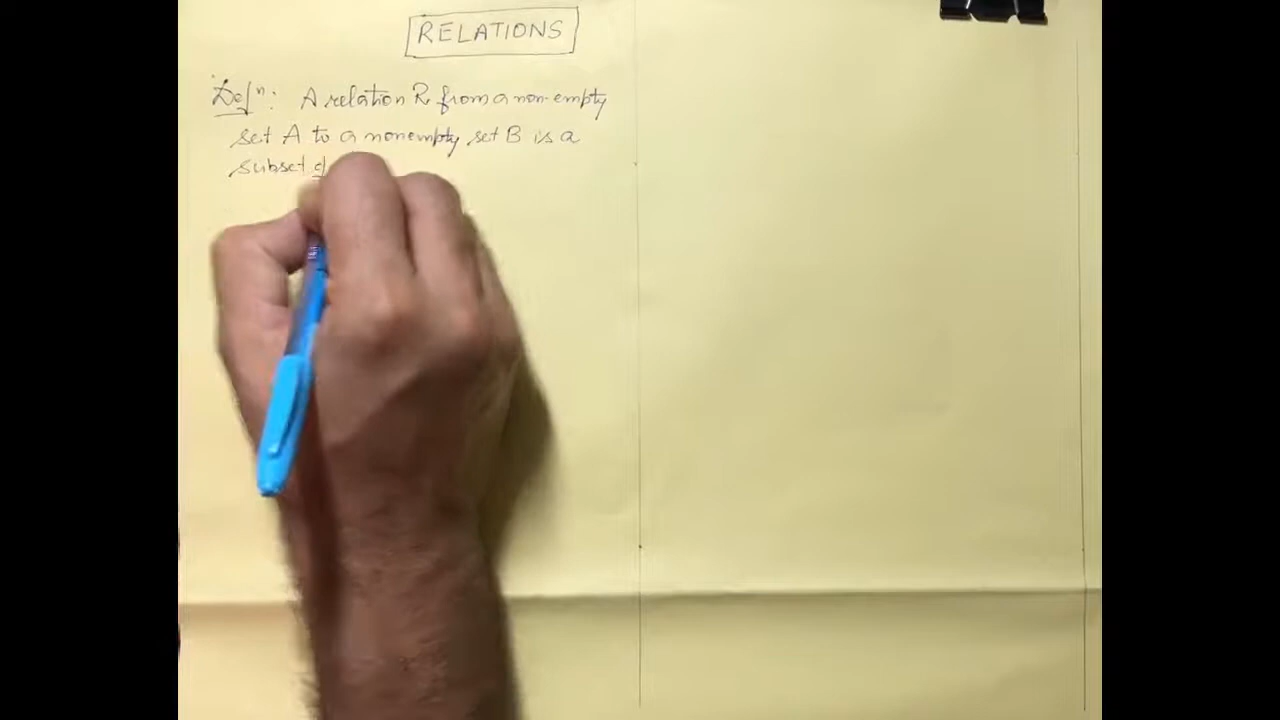 RELATIONS
Defⁿ: A relation R from a non-empty
set A to a nonempty set B is a
subset